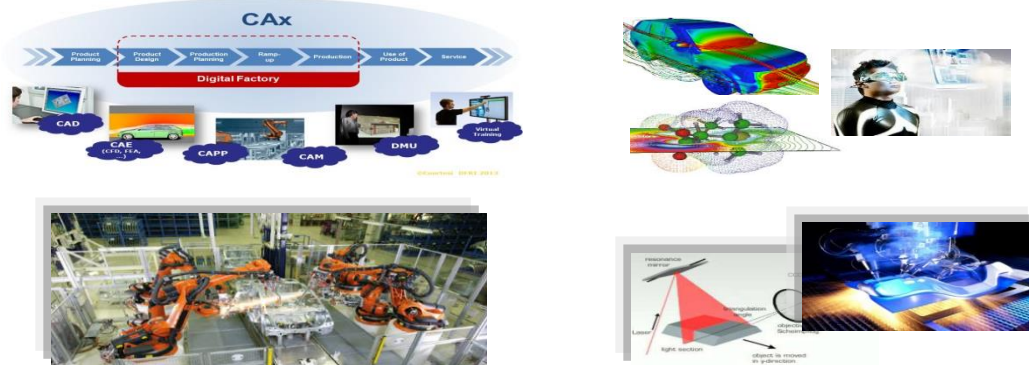 CAx
Product
Planning
Product
Design
Production
Planning
Ramp-
up
Production
Use of
Product
Service
Digital Factory
CAD
CAE
(CFD, FEA,
...)
CAPP
CAM
DMU
Virtual
Training
resonance
mirror
triangulation
angle
Laser
light section
object is moved
in y-direction